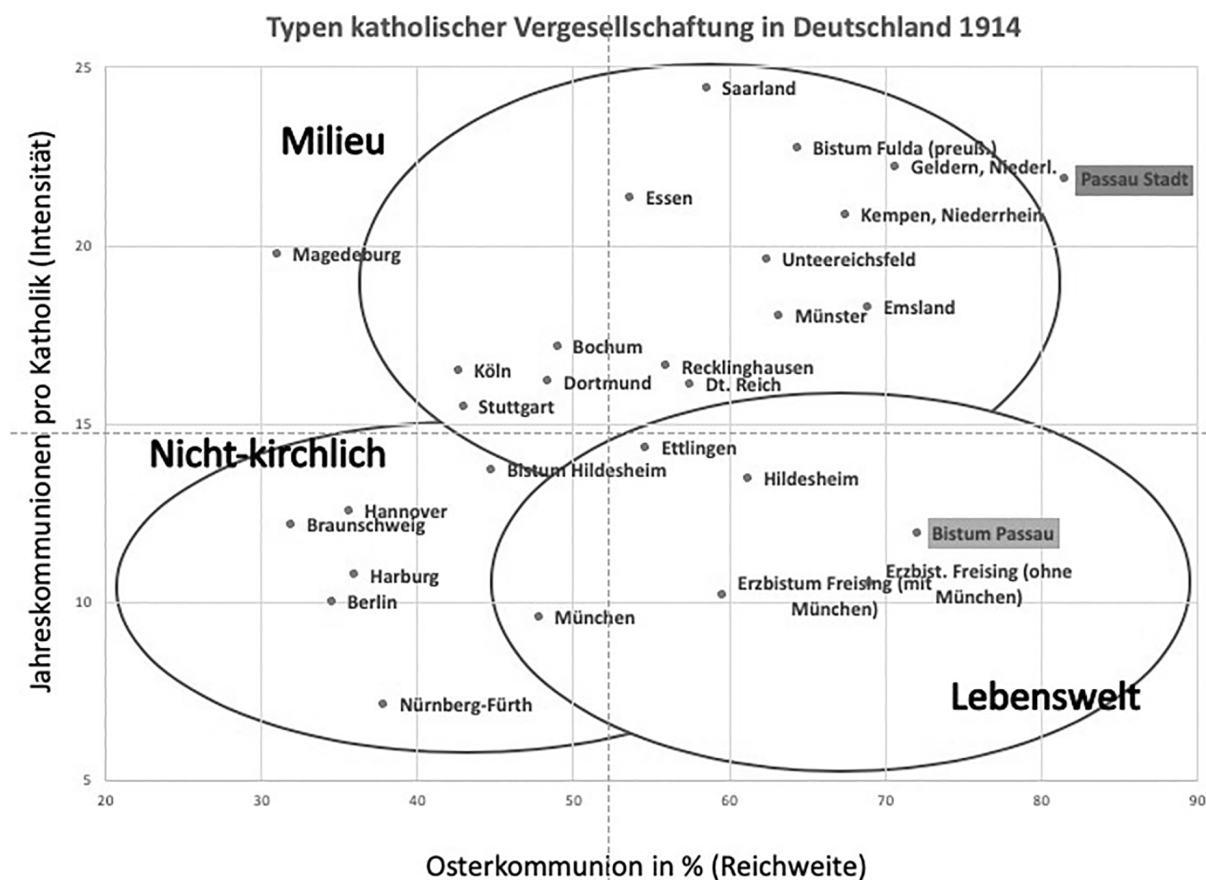 Typen katholischer Vergesellschaftung in Deutschland 1914
Jahreskommunionen pro Katholik (Intensität)
25
Saarland
Milieu
Bistum Fulda (preuß.)
Geldern, Niederl.
Passau Stadt
Essen
Kempen, Niederrhein
20
Magedeburg
Unteereichsfeld
Emsland
Münster
Bochum
Recklinghausen
Köln
Dortmund
Dt. Reich
Stuttgart
15
Nicht-kirchlich
Ettlingen
Bistum Hildesheim
Hildesheim
Hannover
Braunschweig
Bistum Passau
Harburg
Erzbist. Freising (ohne
München)
Erzbistum Freising (mit
München)
10
Berlin
München
Lebenswelt
Nürnberg-Fürth
5
20 30 40 50 60 70 80 90
Osterkommunion in % (Reichweite)